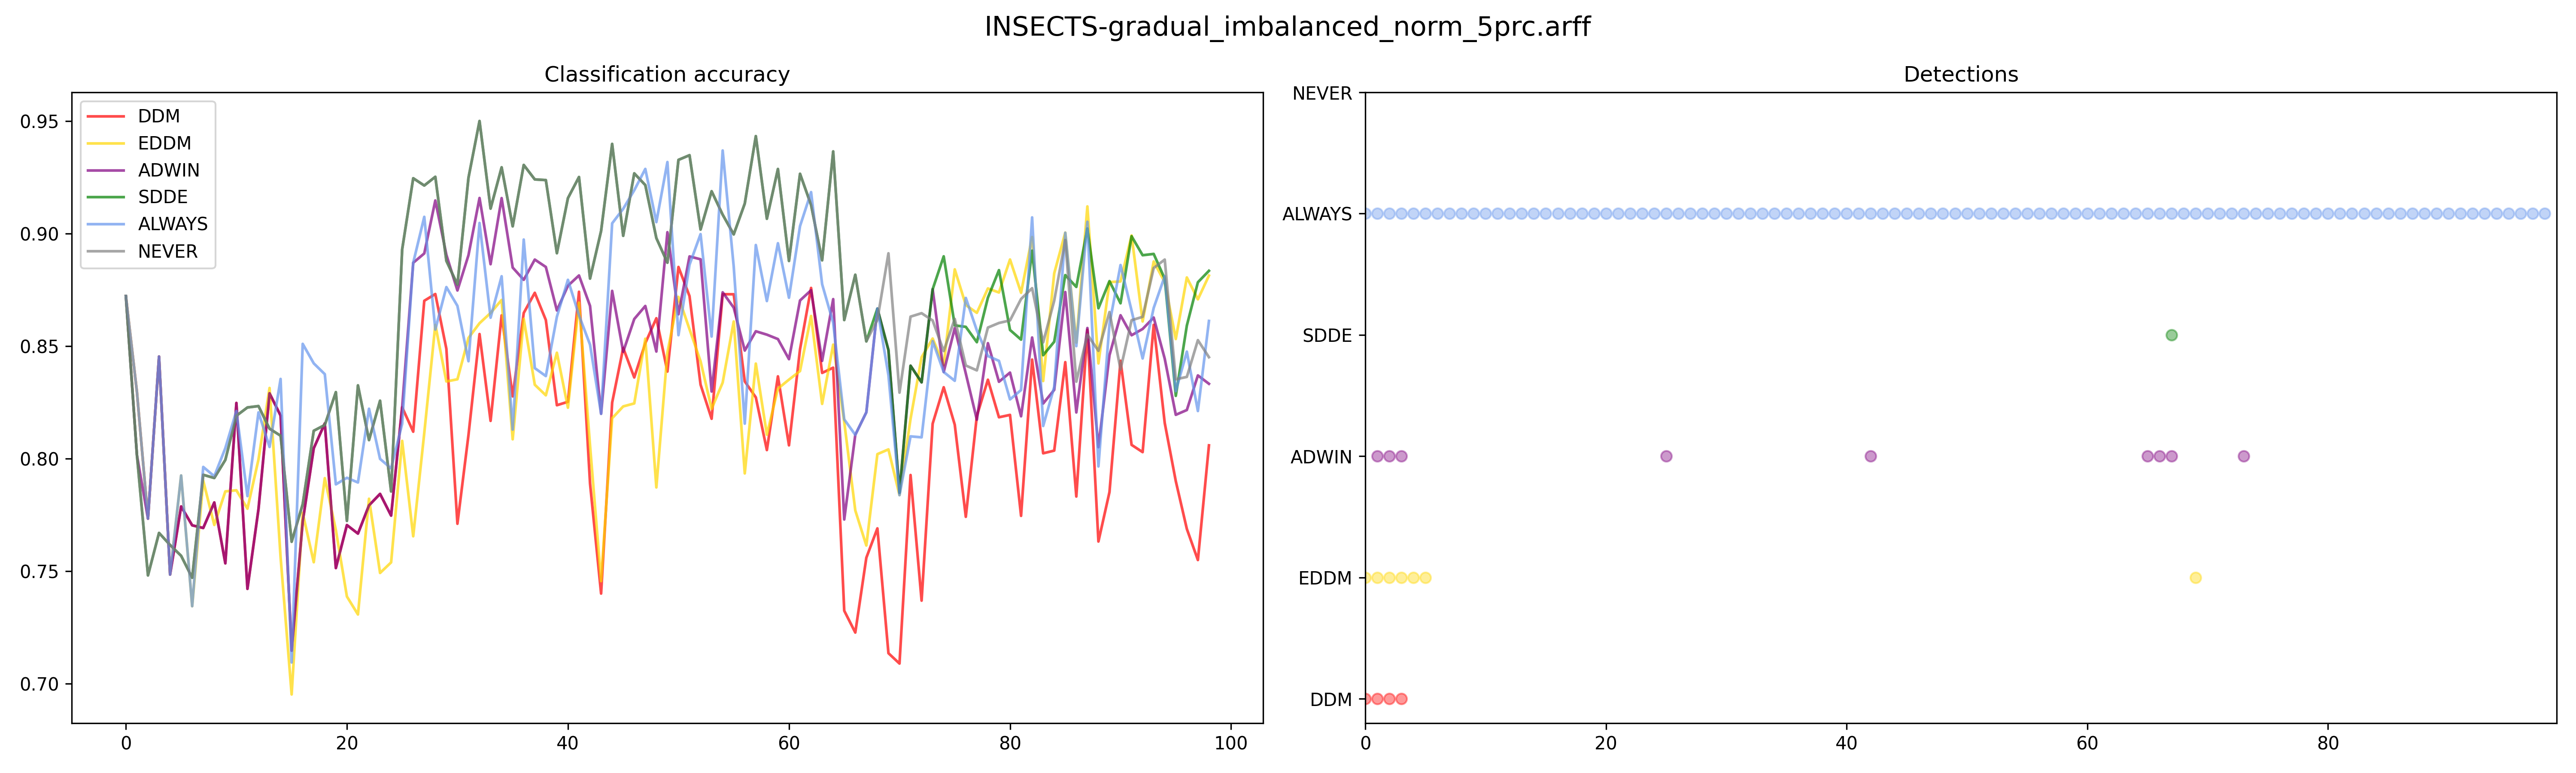 INSECTS-gradual_imbalanced_norm_5prc.arff
Classification accuracy
0.95
0.90
0.85
0.80
0.75
0.70
0
20
40
60
80
100
DDM
EDDM
ADWIN
SDDE
ALWAYS
NEVER
Detections
NEVER
ALWAYS
SDDE
ADWIN
EDDM
DDM
0
20
40
60
80